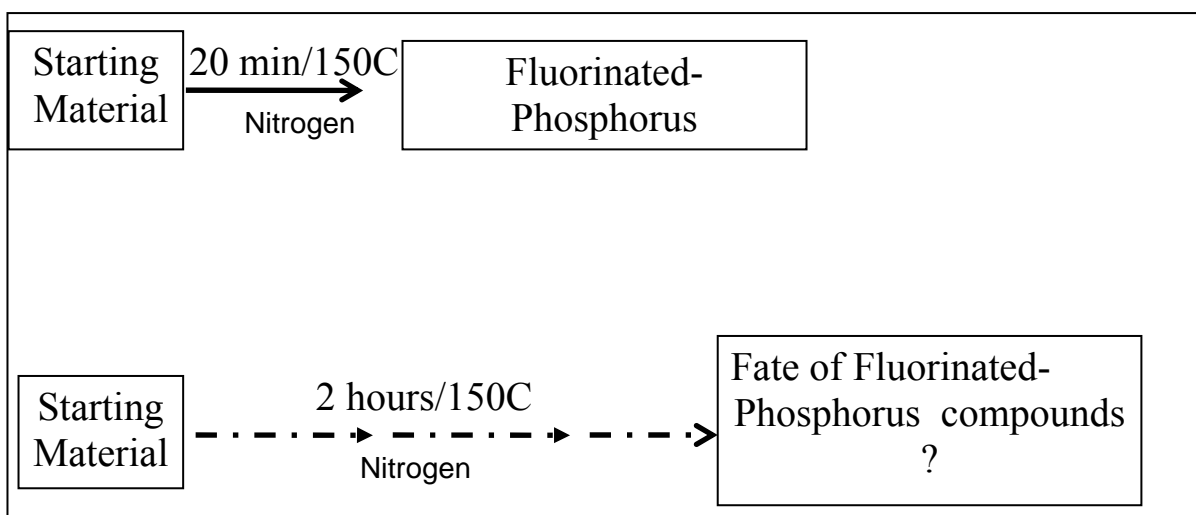 Starting
Material
20 min/150C
Nitrogen
Fluorinated-
Phosphorus
Starting
Material
2 hours/150C
Nitrogen
Fate of Fluorinated-
Phosphorus compounds
?